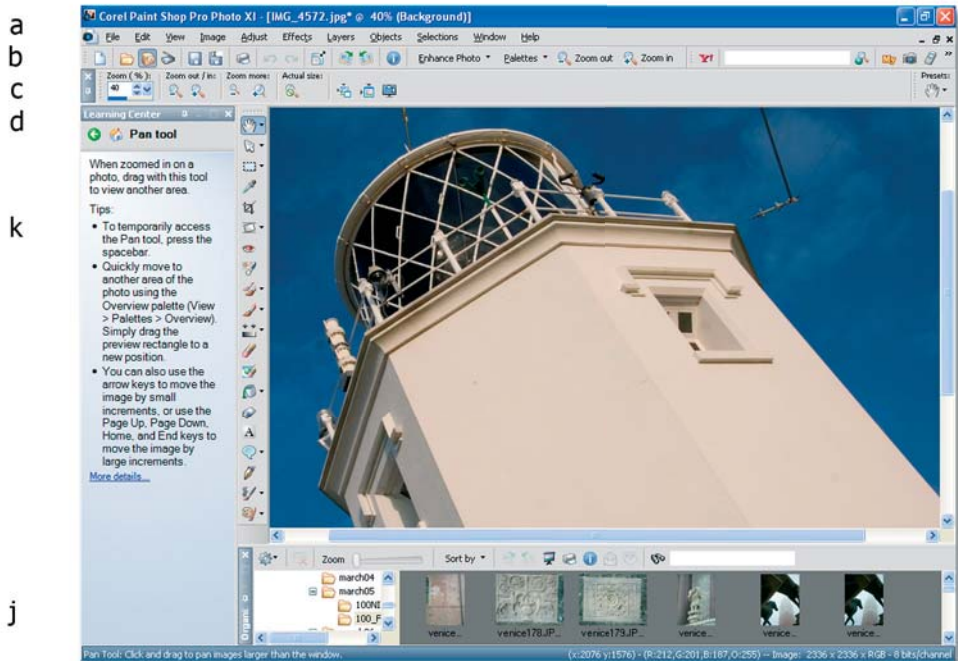 a
Corel Paint Shop Pro Photo XI - [IMG_4572.jpg* @ 40% (Background)]
File Edit View Image Adjust Effects Layers Objects Selections Window Help
b
Enhance Photo Palettes Zoom out Zoom in Y!
c
Zoom (%): Zoom out / in: Zoom more: Actual size: Presets:
40
d
Learning Center
Pan tool
When zoomed in on a
photo, drag with this tool
to view another area.
Tips:
k
• To temporarily access
the Pan tool, press the
spacebar.
• Quickly move to
another area of the
photo using the
Overview palette (View
> Palettes > Overview).
Simply drag the
preview rectangle to a
new position.
• You can also use the
arrow keys to move the
image by small
increments, or use the
Page Up, Page Down,
Home, and End keys to
move the image by
large increments.
More details...
A
Zoom Sort by
march04
march05
100NI
100_F
j
Organi.
venice... venice178.JP... venice179.JP... venice... venice... venice...
Pan Tool: Click and drag to pan images larger than the window. (x:2076 y:1576) - (R:212,G:201,B:187,O:255) -- Image: 2336 x 2336 x RGB - 8 bits/channel